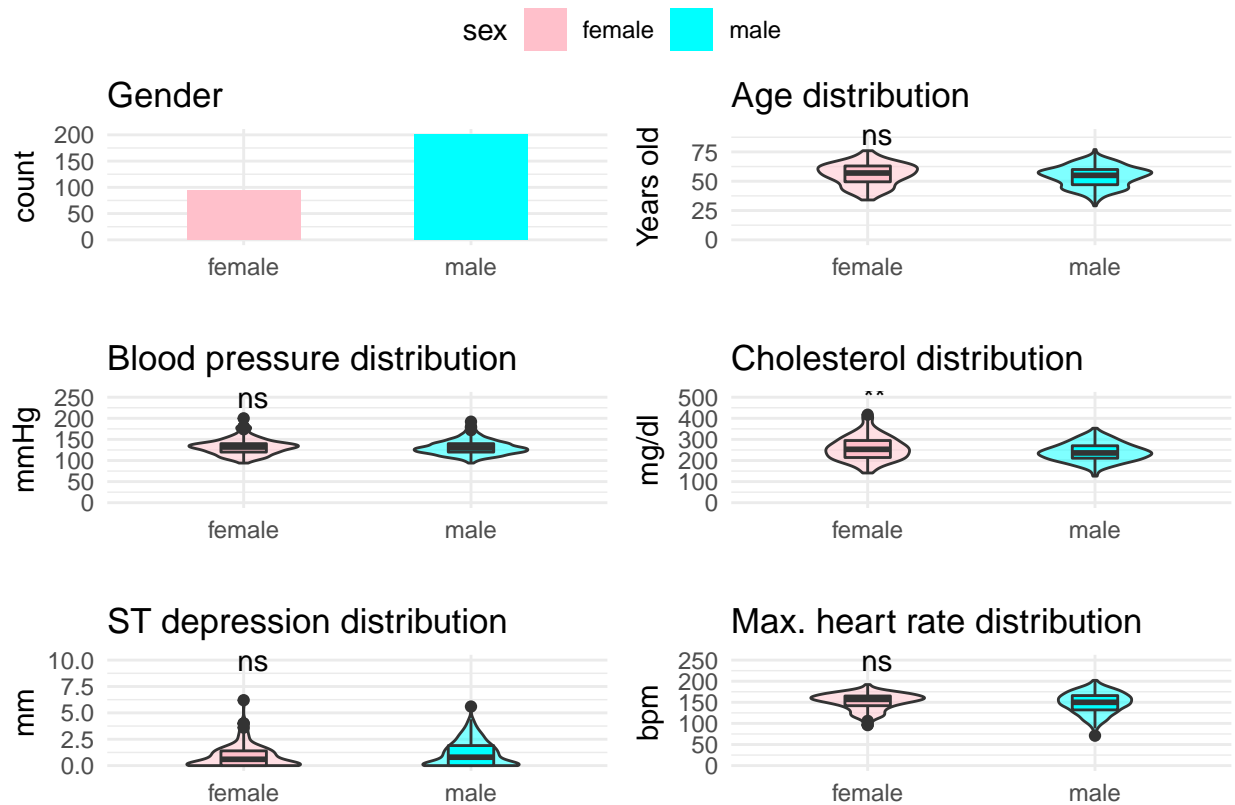 sex female male
Gender
count
200
150
100
50
0
female male
Age distribution
Years old
ns
75
50
25
0
female male
Blood pressure distribution
mmHg
ns
250
200
150
100
50
0
female male
Cholesterol distribution
mg/dl
**
500
400
300
200
100
0
female male
ST depression distribution
mm
ns
10.0
7.5
5.0
2.5
0.0
female male
Max. heart rate distribution
bpm
ns
250
200
150
100
50
0
female male